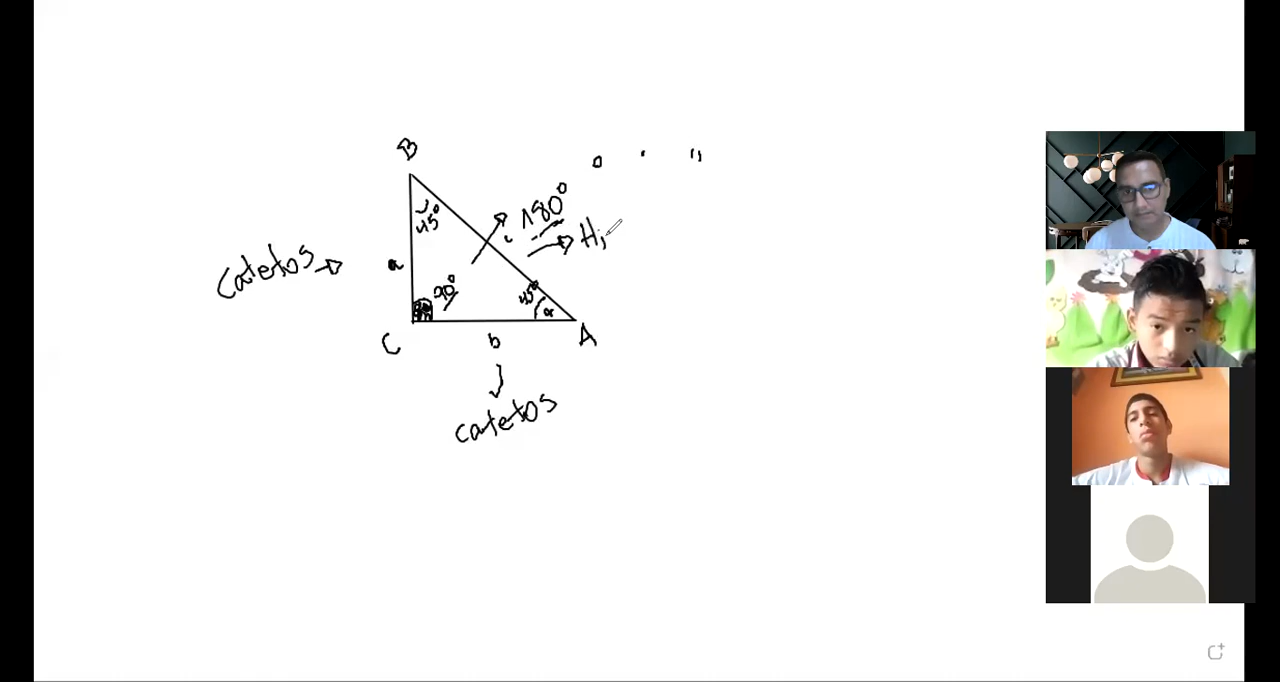 B
° ' "
180°
45°
c
Hi
catetos
a
90°
45°
α
C
b
A
catetos